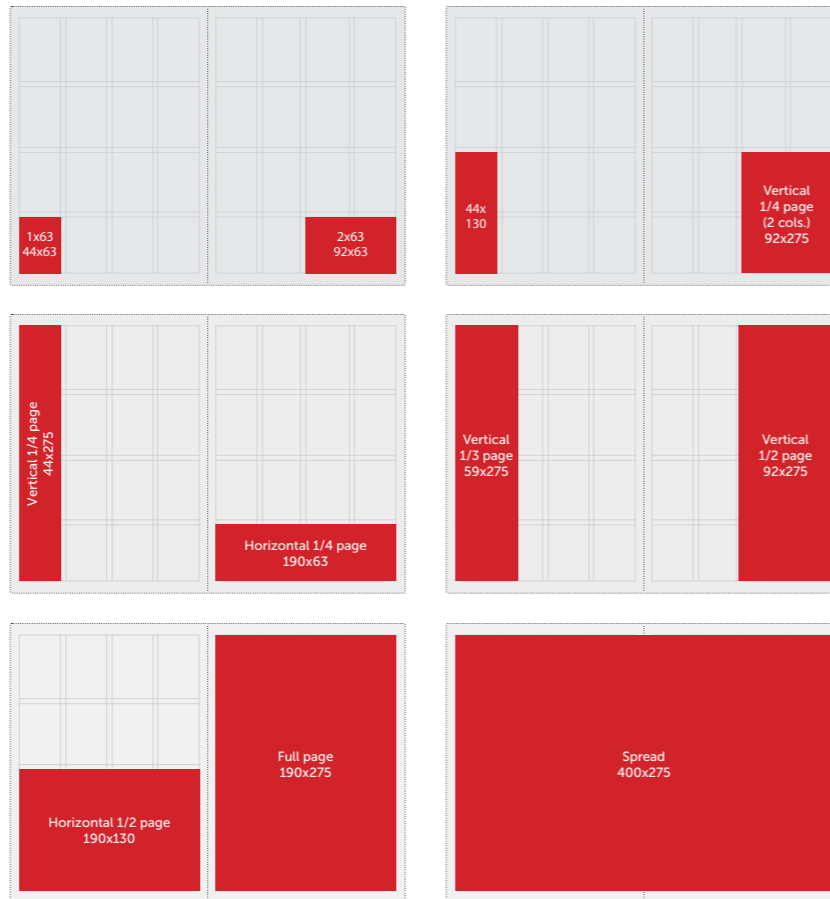 1x63
44x63
2x63
92x63
44x
130
Vertical
1/4 page
(2 cols.)
92x275
Vertical 1/4 page
44x275
Horizontal 1/4 page
190x63
Vertical
1/3 page
59x275
Vertical
1/2 page
92x275
Horizontal 1/2 page
190x130
Full page
190x275
Spread
400x275